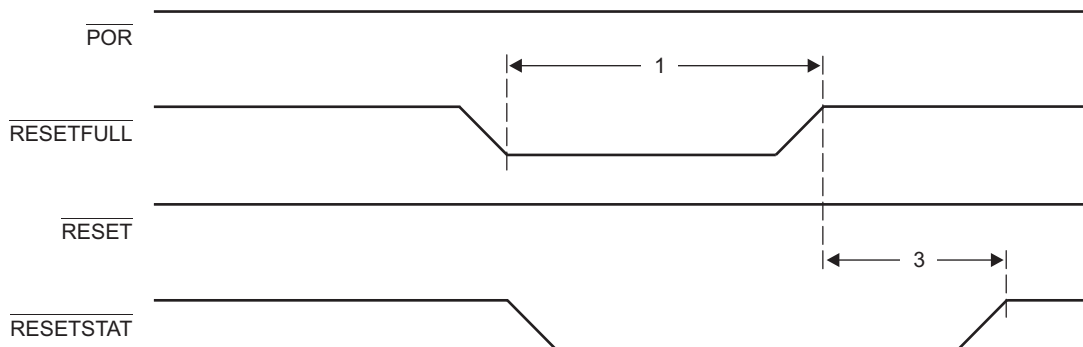 POR
1
RESETFULL
RESET
3
RESETSTAT